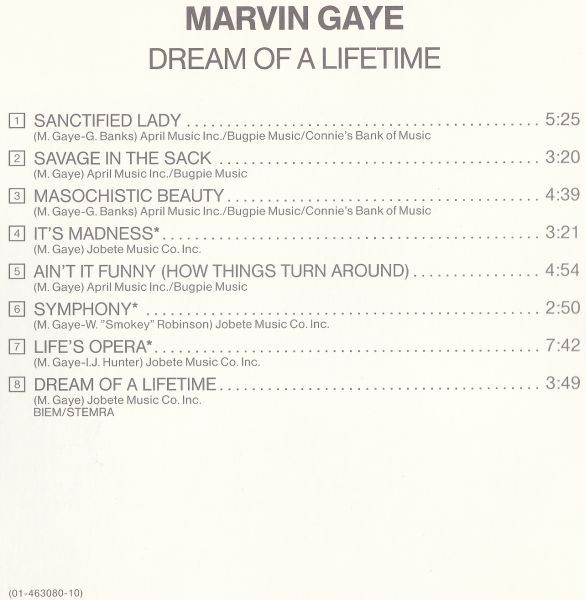 MARVIN GAYE
DREAM OF A LIFETIME
1 SANCTIFIED LADY 5:25
(M. Gaye-G. Banks) April Music Inc./Bugpie Music/Connie's Bank of Music
2 SAVAGE IN THE SACK 3:20
(M. Gaye) April Music Inc./Bugpie Music
3 MASOCHISTIC BEAUTY 4:39
(M. Gaye-G. Banks) April Music Inc./Bugpie Music/Connie's Bank of Music
4 IT'S MADNESS* 3:21
(M. Gaye) Jobete Music Co. Inc.
5 AIN'T IT FUNNY (HOW THINGS TURN AROUND) 4:54
(M. Gaye) April Music Inc./Bugpie Music
6 SYMPHONY* 2:50
(M. Gaye-W. "Smokey" Robinson) Jobete Music Co. Inc.
7 LIFE'S OPERA* 7:42
(M. Gaye-I.J. Hunter) Jobete Music Co. Inc.
8 DREAM OF A LIFETIME 3:49
(M. Gaye) Jobete Music Co. Inc.
BIEM/STEMRA
(01-463080-10)